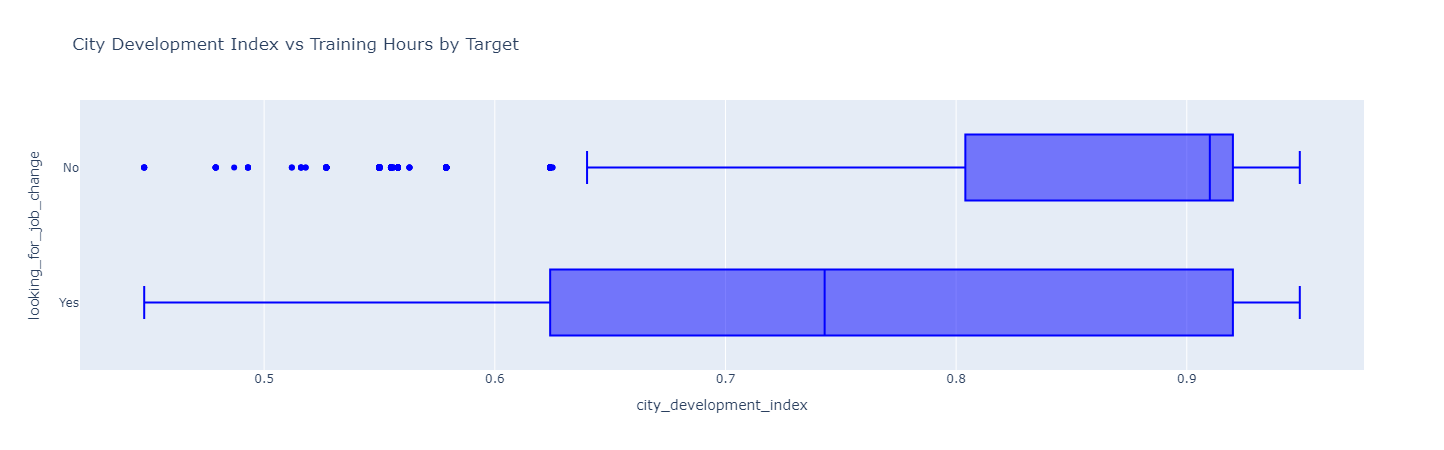 City Development Index vs Training Hours by Target
looking_for_job_change
No
Yes
0.5 0.6 0.7 0.8 0.9
city_development_index